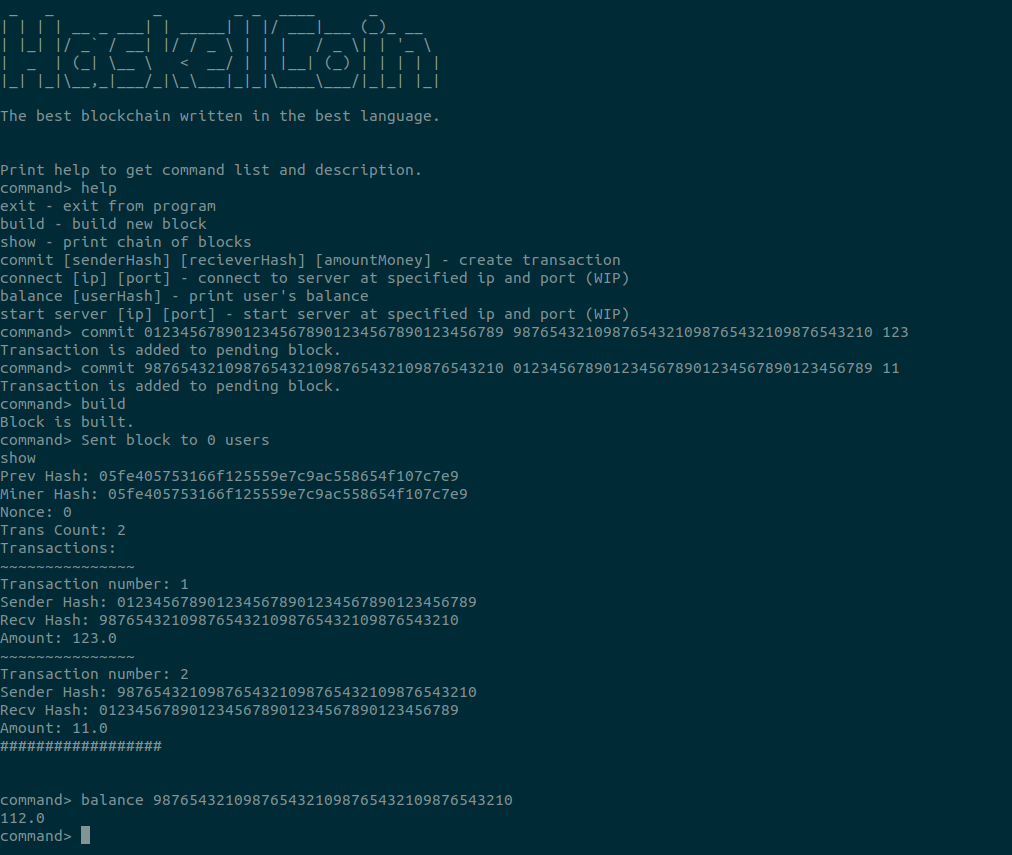 HaskellCoin
The best blockchain written in the best language.
Print help to get command list and description.
command> help
exit - exit from program
build - build new block
show - print chain of blocks
commit [senderHash] [recieverHash] [amountMoney] - create transaction
connect [ip] [port] - connect to server at specified ip and port (WIP)
balance [userHash] - print user's balance
start server [ip] [port] - start server at specified ip and port (WIP)
command> commit 0123456789012345678901234567890123456789 9876543210987654321098765432109876543210 123
Transaction is added to pending block.
command> commit 9876543210987654321098765432109876543210 0123456789012345678901234567890123456789 11
Transaction is added to pending block.
command> build
Block is built.
command> Sent block to 0 users
show
Prev Hash: 05fe405753166f125559e7c9ac558654f107c7e9
Miner Hash: 05fe405753166f125559e7c9ac558654f107c7e9
Nonce: 0
Trans Count: 2
Transactions:
~~~~~~~~~~~~~~~
Transaction number: 1
Sender Hash: 0123456789012345678901234567890123456789
Recv Hash: 9876543210987654321098765432109876543210
Amount: 123.0
~~~~~~~~~~~~~~~
Transaction number: 2
Sender Hash: 9876543210987654321098765432109876543210
Recv Hash: 0123456789012345678901234567890123456789
Amount: 11.0
##################
command> balance 9876543210987654321098765432109876543210
112.0
command>